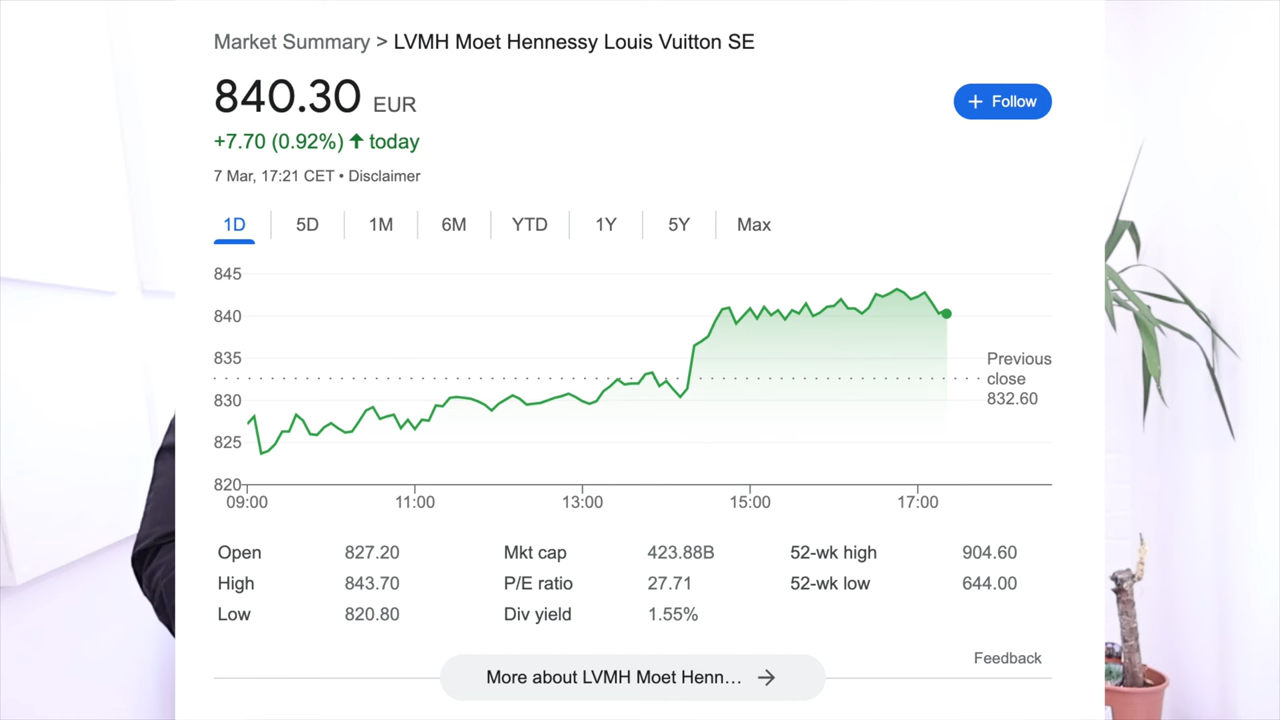 Market Summary > LVMH Moet Hennessy Louis Vuitton SE
840.30 EUR
+ Follow
+7.70 (0.92%) ↑ today
7 Mar, 17:21 CET • Disclaimer
1D 5D 1M 6M YTD 1Y 5Y Max
845
840
835
830
825
820
Previous
close
832.60
09:00 11:00 13:00 15:00 17:00
Open 827.20 Mkt cap 423.88B 52-wk high 904.60
High 843.70 P/E ratio 27.71 52-wk low 644.00
Low 820.80 Div yield 1.55%
Feedback
More about LVMH Moet Henn... →